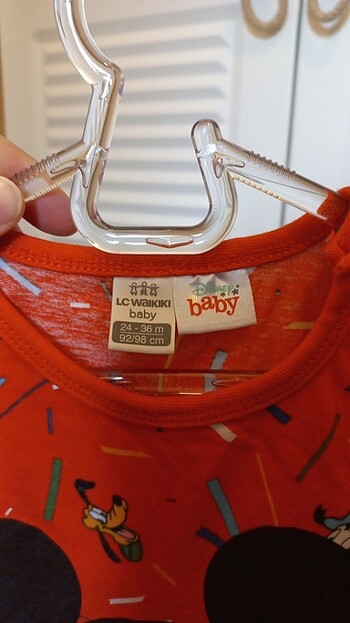 LC WAIKIKI
baby
24 - 36 m
92/98 cm
Disney
baby